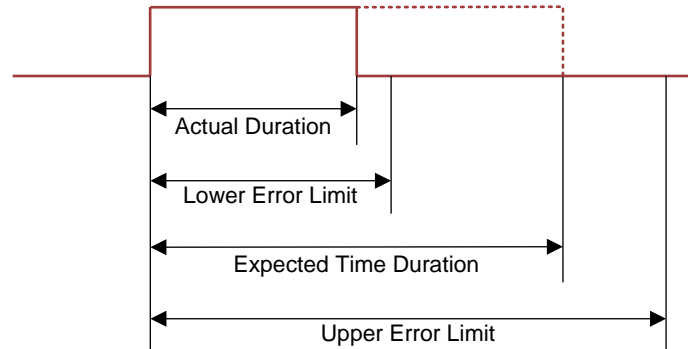 Actual Duration
Lower Error Limit
Expected Time Duration
Upper Error Limit